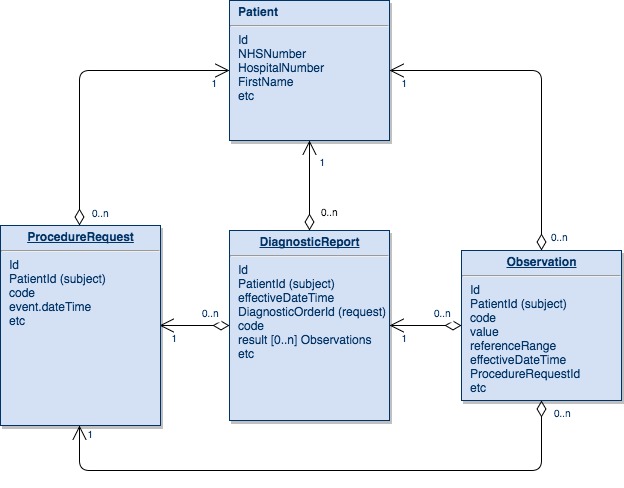 Patient
Id
NHSNumber
HospitalNumber
FirstName
etc
1
1
1
0..n
0..n
0..n
ProcedureRequest
Id
PatientId (subject)
code
event.dateTime
etc
DiagnosticReport
Id
PatientId (subject)
effectiveDateTime
DiagnosticOrderId (request)
code
result [0..n] Observations
etc
Observation
Id
PatientId (subject)
code
value
referenceRange
effectiveDateTime
ProcedureRequestId
etc
0..n
1
0..n
1
0..n
1